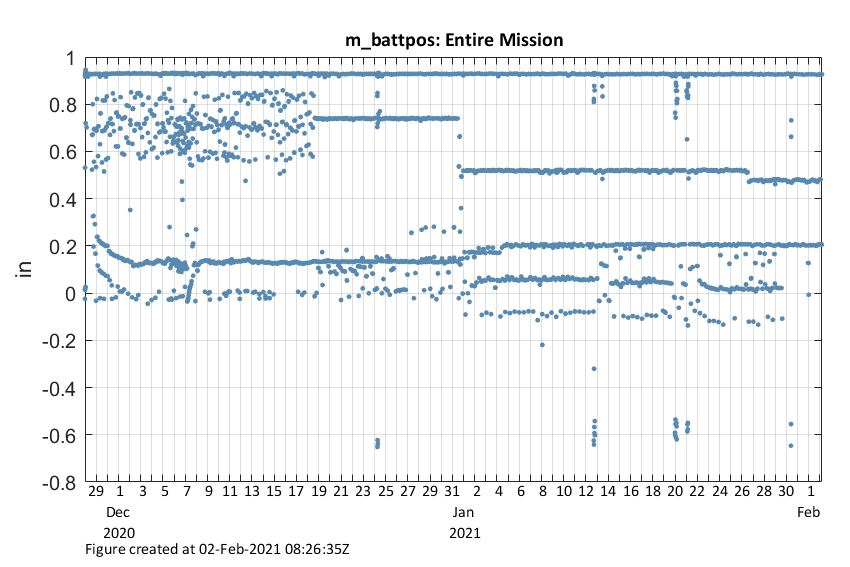 m_battpos: Entire Mission
1
0.8
0.6
0.4
0.2
0
-0.2
-0.4
-0.6
-0.8
in
29 1 3 5 7 9 11 13 15 17 19 21 23 25 27 29 31 2 4 6 8 10 12 14 16 18 20 22 24 26 28 30 1
Dec Jan Feb
2020 2021
Figure created at 02-Feb-2021 08:26:35Z